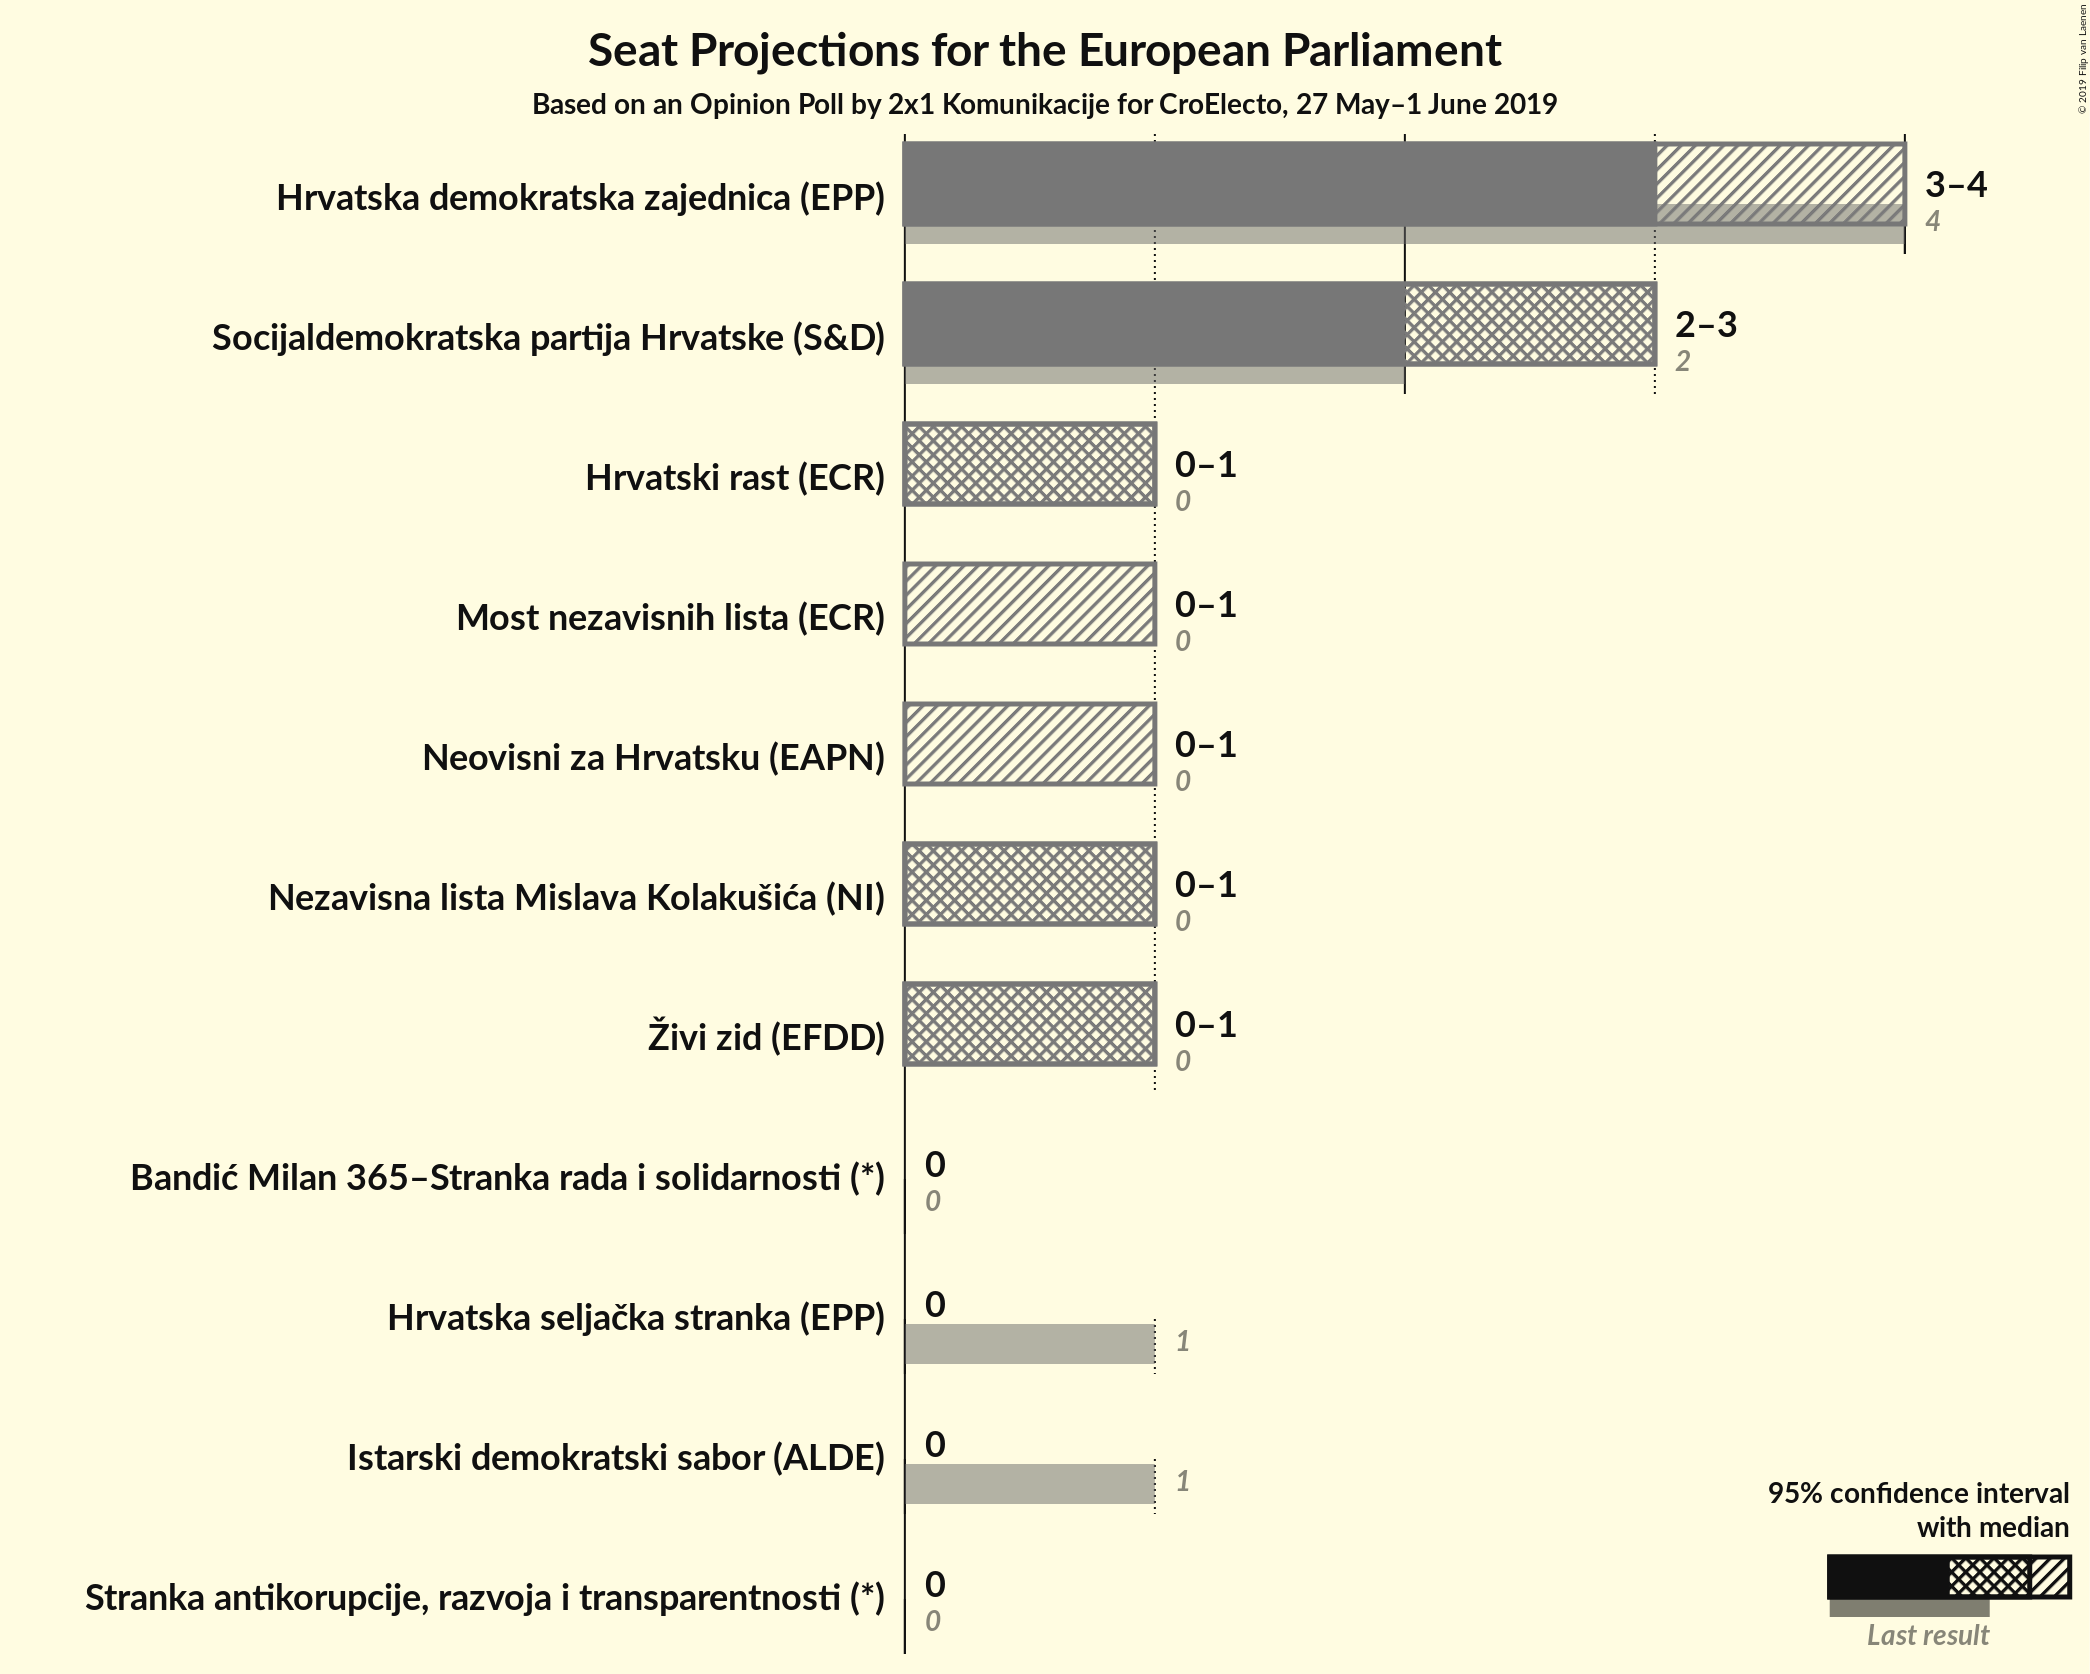 Seat Projections for the European Parliament
Based on an Opinion Poll by 2x1 Komunikacije for CroElecto, 27 May–1 June 2019
© 2019 Filip van Laenen
Hrvatska demokratska zajednica (EPP)
3–4
4
Socijaldemokratska partija Hrvatske (S&D)
2–3
2
Hrvatski rast (ECR)
0–1
0
Most nezavisnih lista (ECR)
0–1
0
Neovisni za Hrvatsku (EAPN)
0–1
0
Nezavisna lista Mislava Kolakušića (NI)
0–1
0
Živi zid (EFDD)
0–1
0
Bandić Milan 365–Stranka rada i solidarnosti (*)
0
0
Hrvatska seljačka stranka (EPP)
0
1
Istarski demokratski sabor (ALDE)
0
1
Stranka antikorupcije, razvoja i transparentnosti (*)
0
0
95% confidence interval
with median
Last result